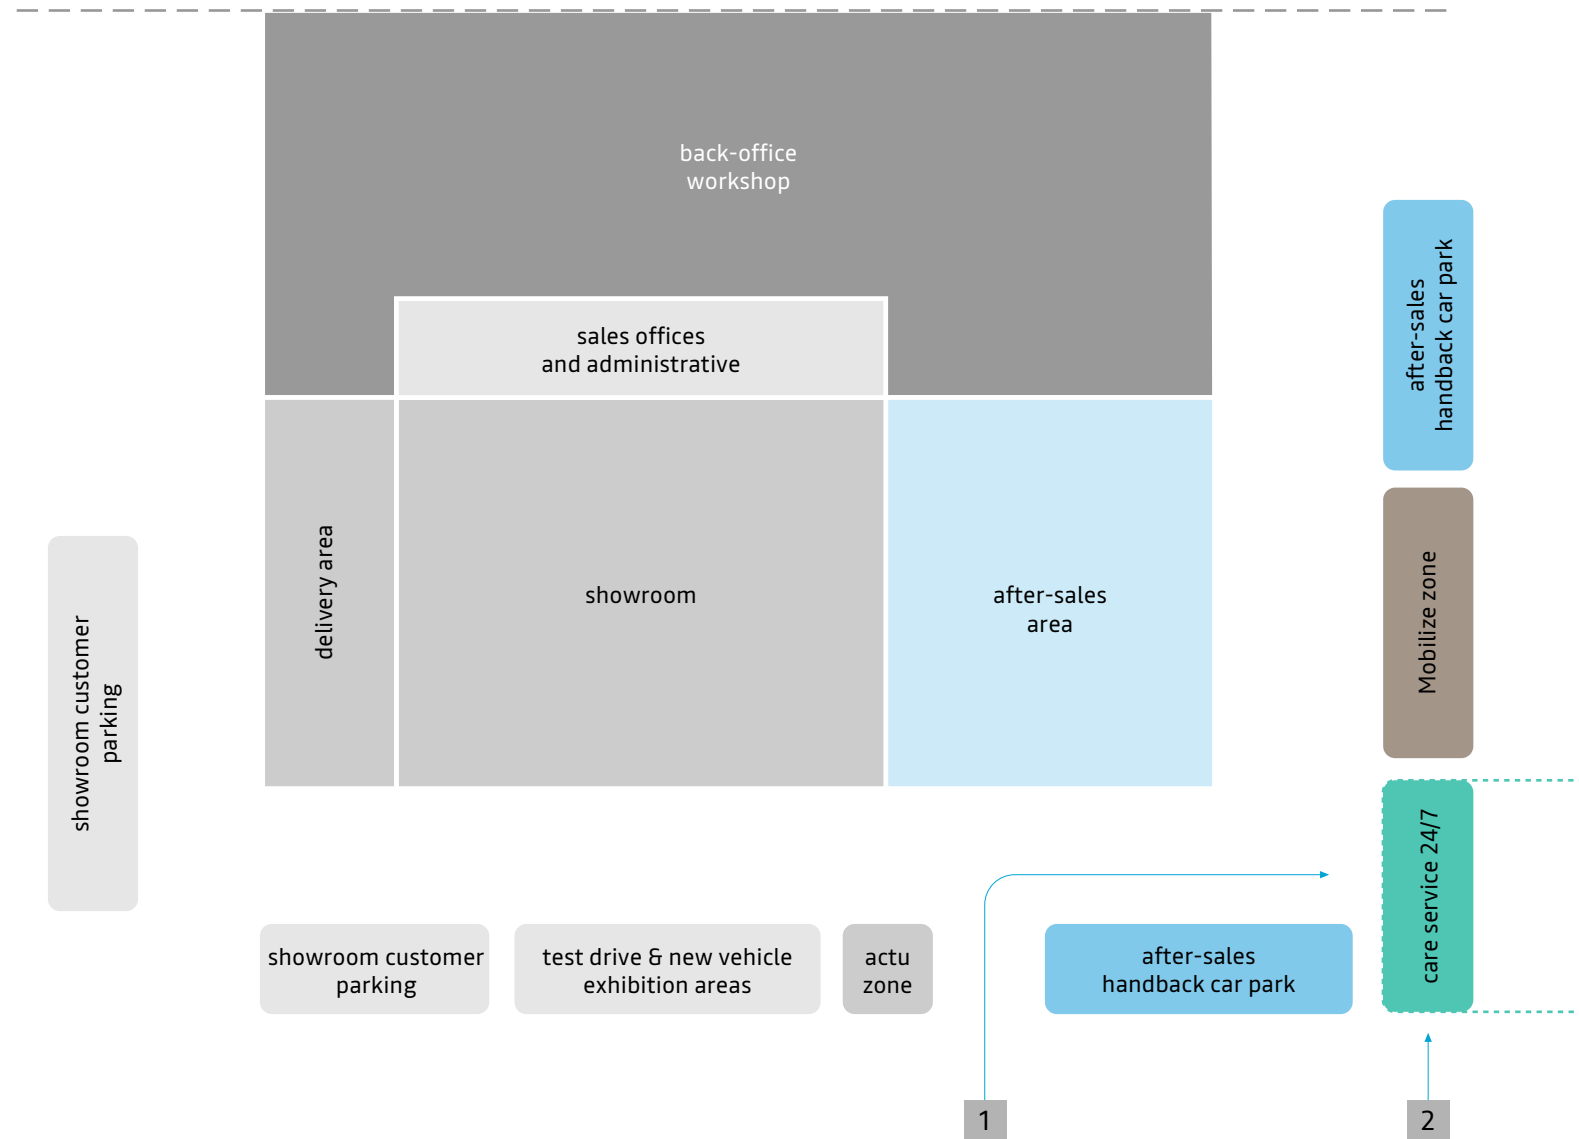 back-office
workshop
sales offices
and administrative
delivery area
showroom
after-sales
area
showroom customer
parking
after-sales
handback car park
Mobilize zone
care service 24/7
showroom customer
parking
test drive & new vehicle
exhibition areas
actu
zone
after-sales
handback car park
1
2